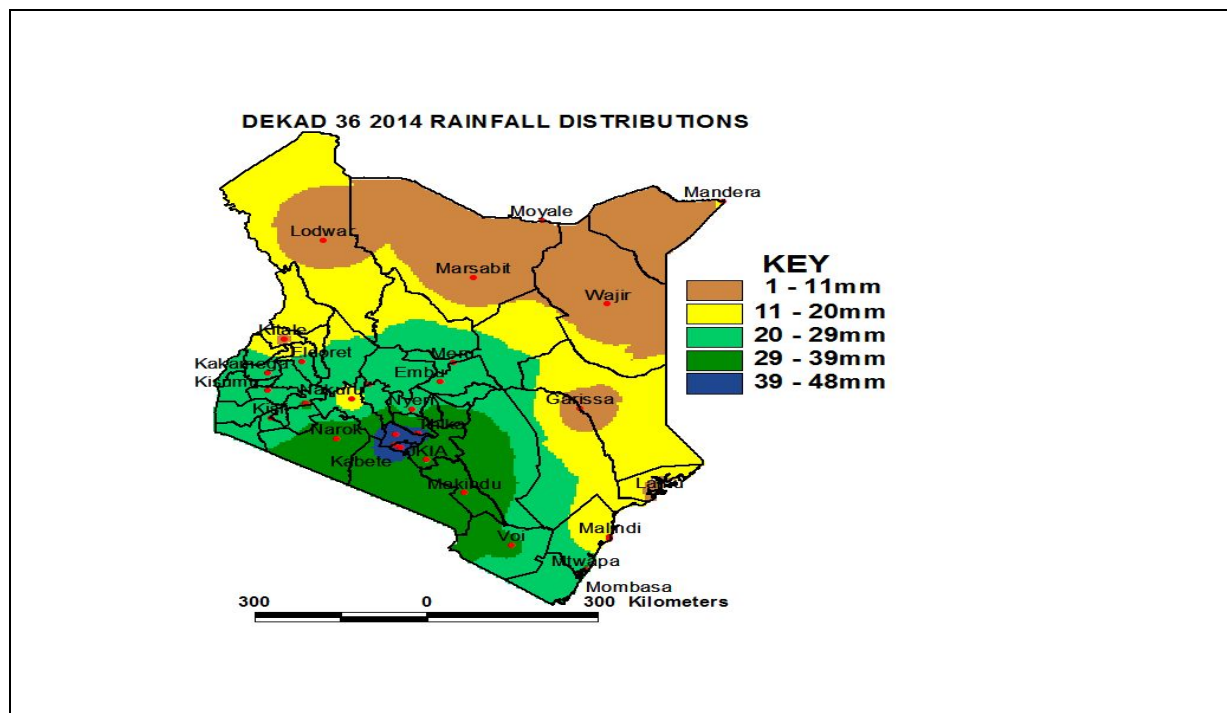 DEKAD 36 2014 RAINFALL DISTRIBUTIONS
Mandera
Moyale
Lodwar
Marsabit
Wajir
KEY
1 - 11mm
11 - 20mm
20 - 29mm
29 - 39mm
39 - 48mm
Kitale
Eldoret
Meru
Kakamega
Kisumu
Embu
Nakuru
Nyeri
Garissa
Kisii
Thika
Narok
Kabete
JKIA
Makindu
Lamu
Voi
Malindi
Mtwapa
Mombasa
300 0 300 Kilometers